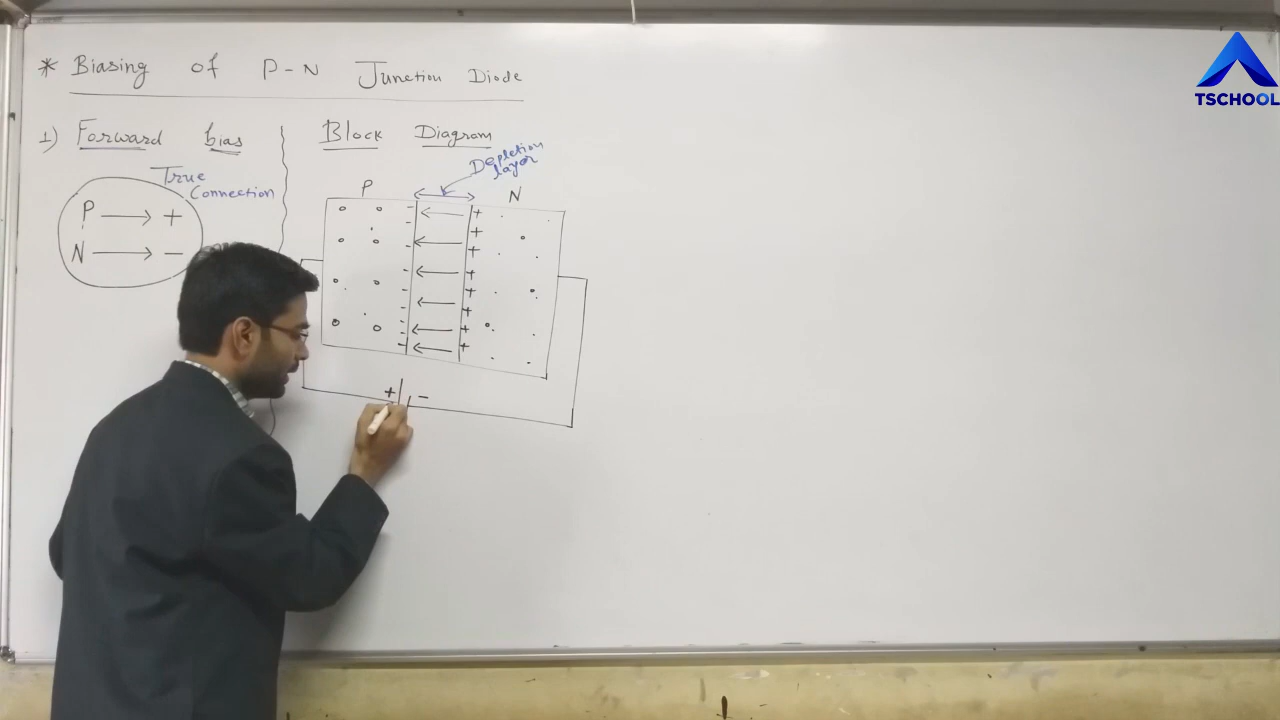 * Biasing of P-N Junction Diode
1) Forward bias
True Connection
P → +
N → -
Block Diagram
Depletion layer
P
N
+ -
TSCHOOL